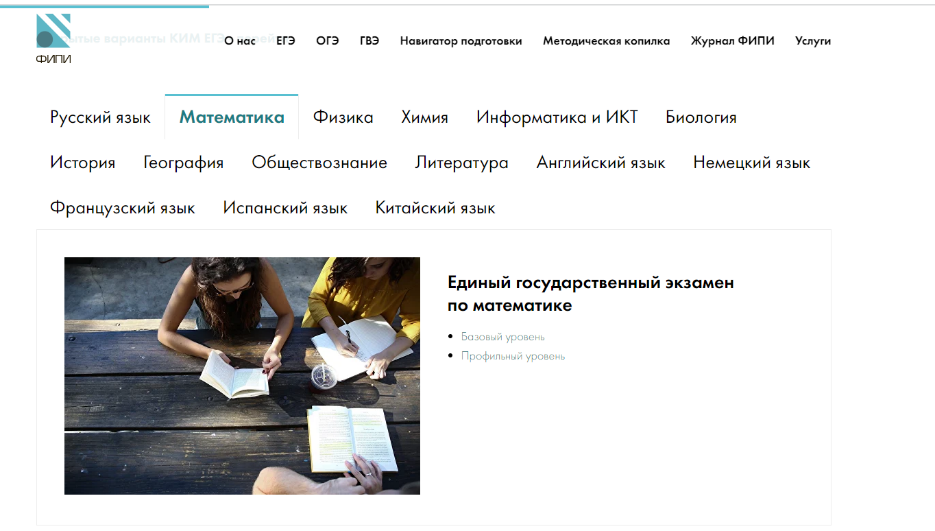 О нас ЕГЭ ОГЭ ГВЭ Навигатор подготовки Методическая копилка Журнал ФИПИ Услуги
ФИПИ
Русский язык Математика Физика Химия Информатика и ИКТ Биология
История География Обществознание Литература Английский язык Немецкий язык
Французский язык Испанский язык Китайский язык
Единый государственный экзамен
по математике
Базовый уровень
Профильный уровень